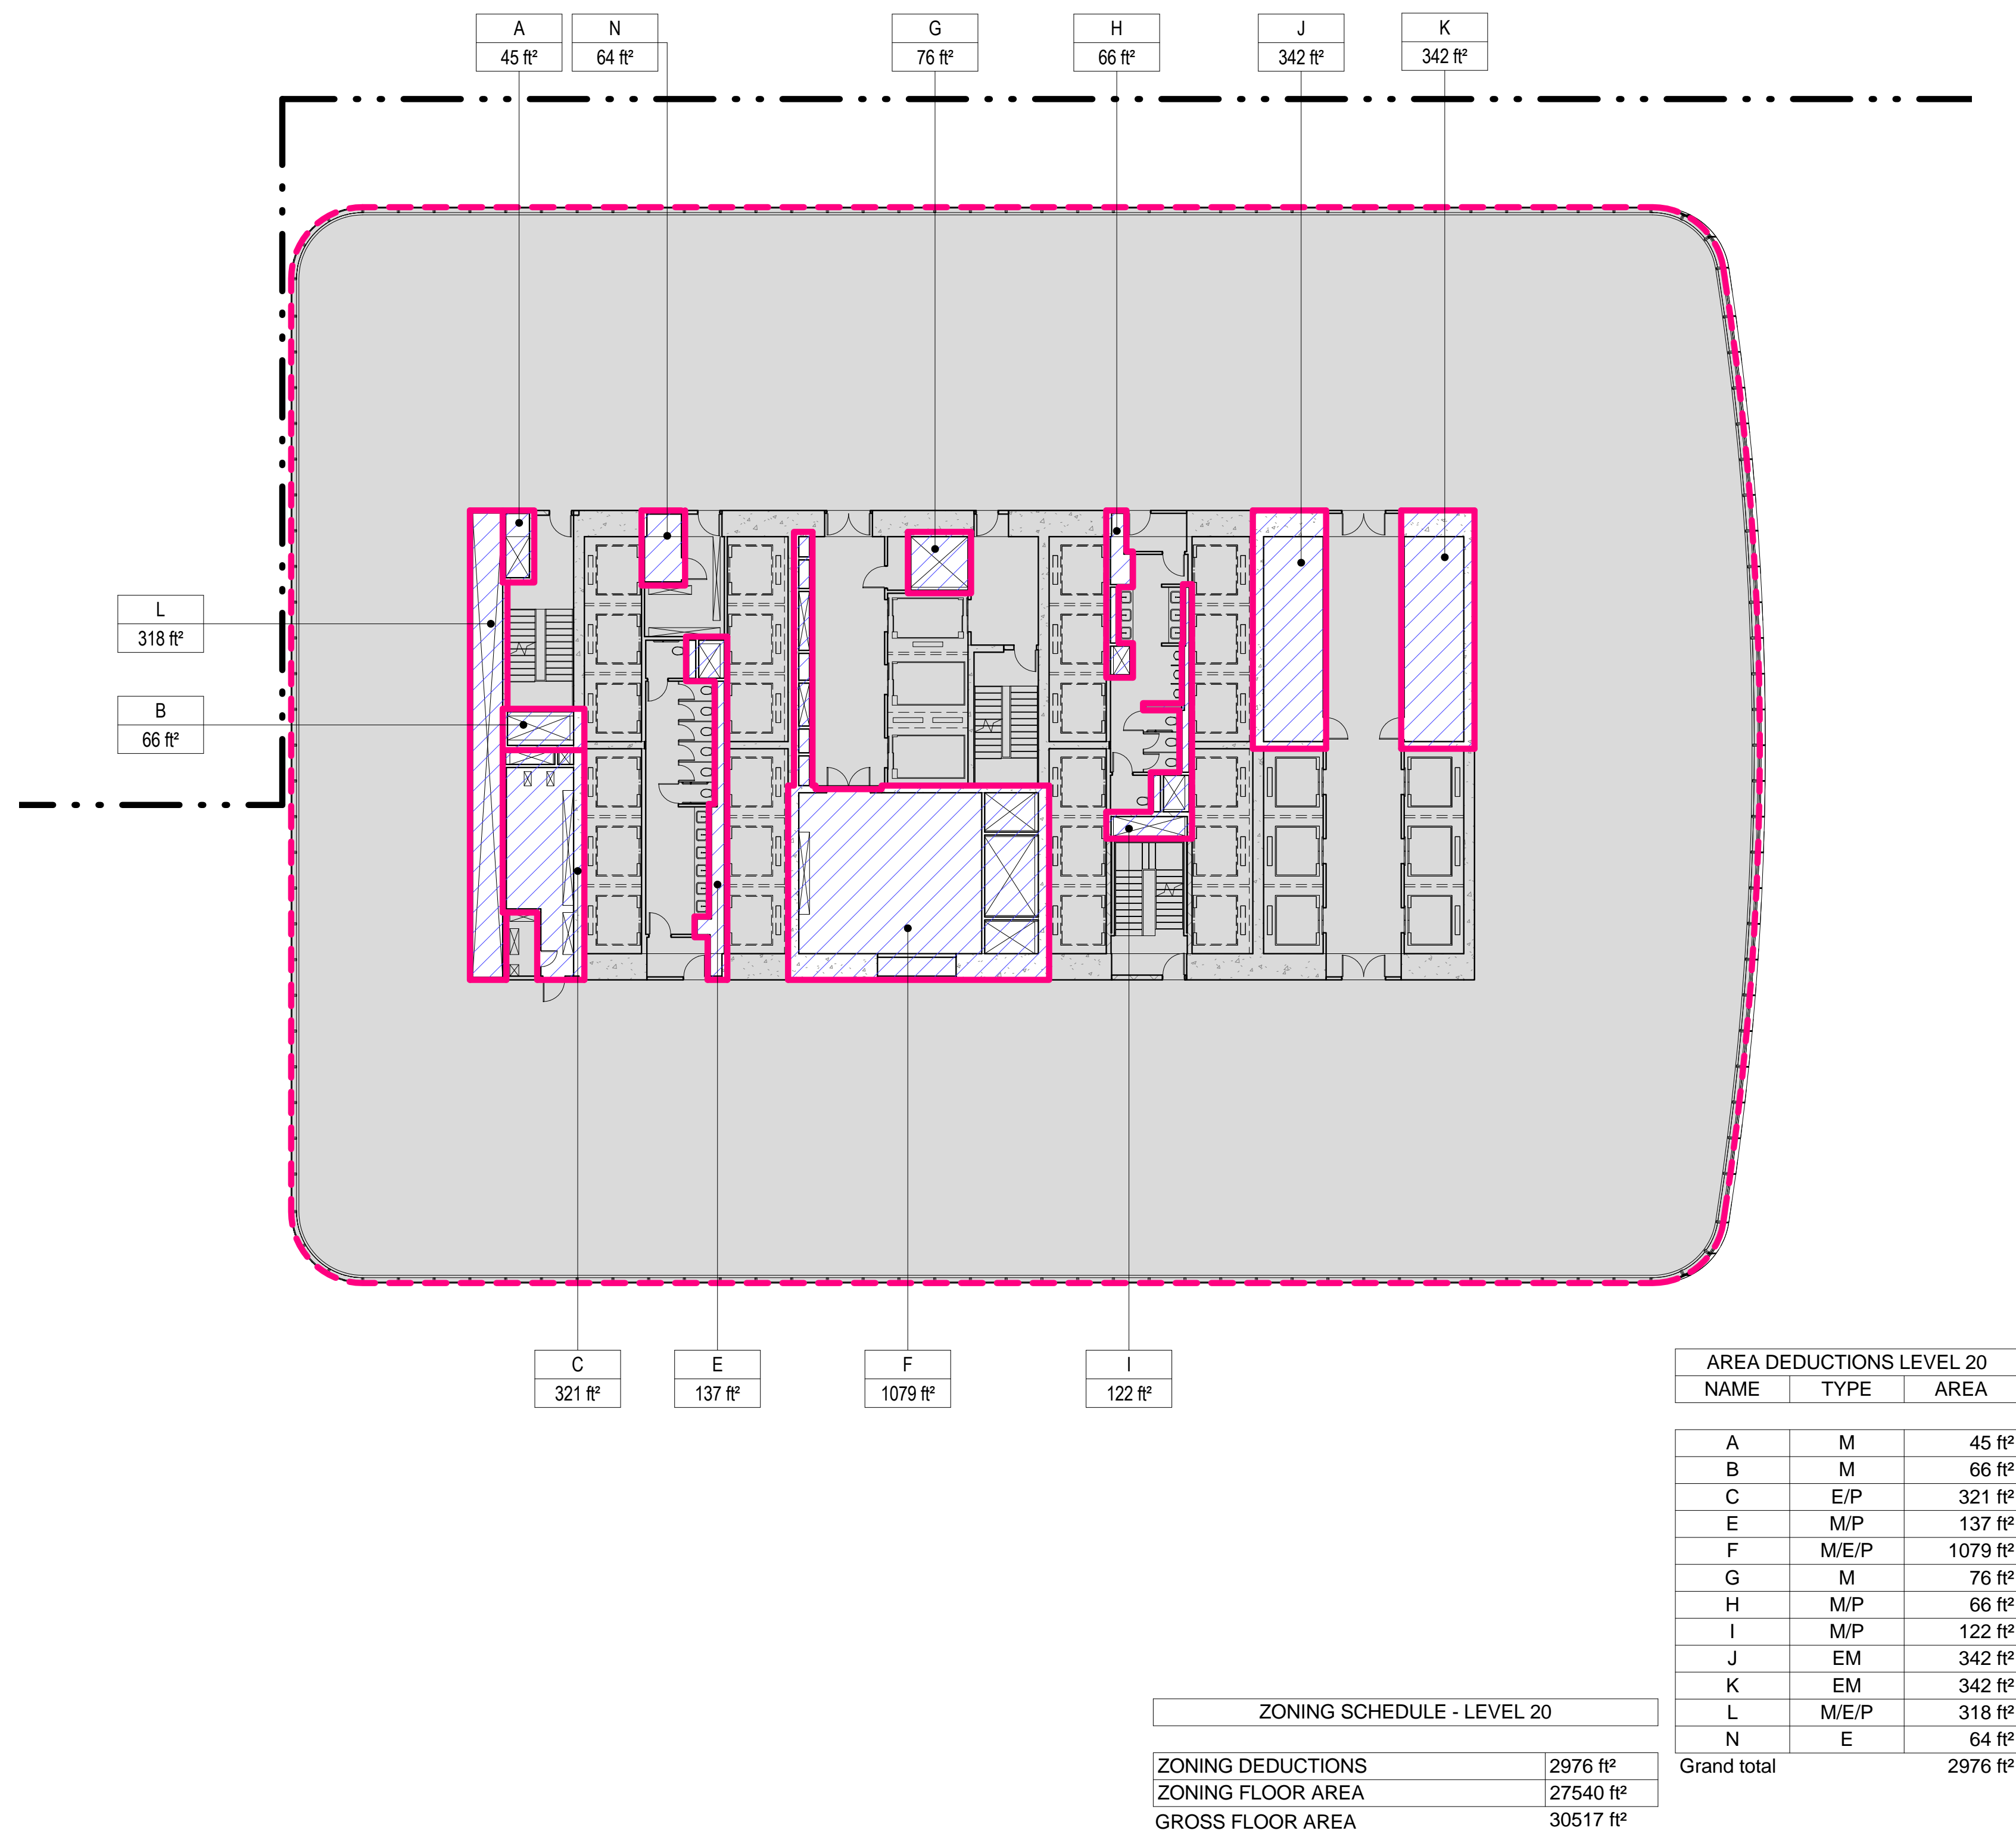 A
45 ft²
N
64 ft²
G
76 ft²
H
66 ft²
J
342 ft²
K
342 ft²
L
318 ft²
B
66 ft²
C
321 ft²
E
137 ft²
F
1079 ft²
I
122 ft²
AREA DEDUCTIONS LEVEL 20
NAME TYPE AREA
A M 45 ft²
B M 66 ft²
C E/P 321 ft²
E M/P 137 ft²
F M/E/P 1079 ft²
G M 76 ft²
H M/P 66 ft²
I M/P 122 ft²
J EM 342 ft²
K EM 342 ft²
L M/E/P 318 ft²
N E 64 ft²
Grand total 2976 ft²
ZONING SCHEDULE - LEVEL 20
ZONING DEDUCTIONS 2976 ft²
ZONING FLOOR AREA 27540 ft²
GROSS FLOOR AREA 30517 ft²